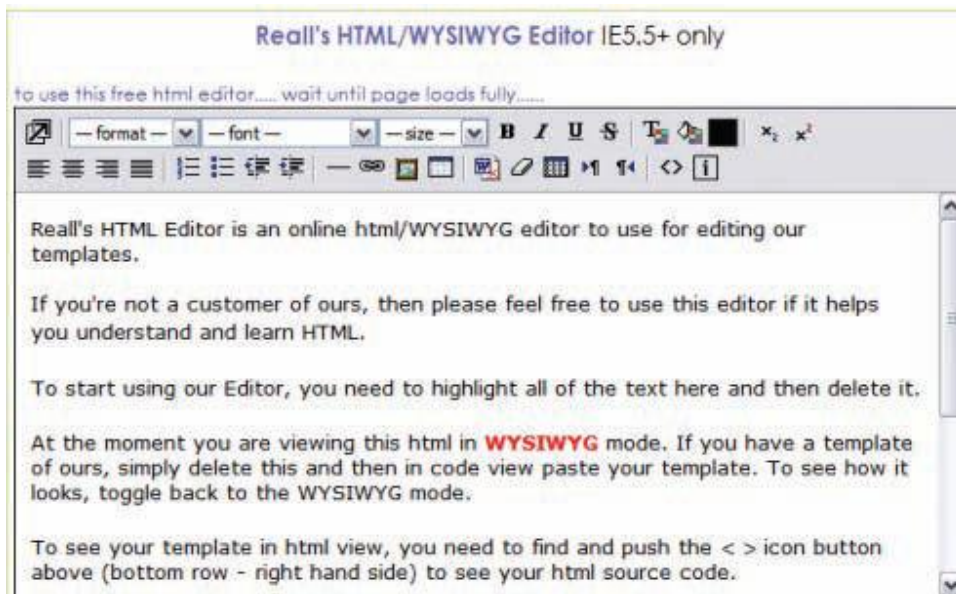 Reall's HTML/WYSIWYG Editor IE5.5+ only
to use this free html editor..... wait until page loads fully......
— format — — font — — size — B I U S T x₂ x²
— W ¶ ¶ <> i
Reall's HTML Editor is an online html/WYSIWYG editor to use for editing our
templates.
If you're not a customer of ours, then please feel free to use this editor if it helps
you understand and learn HTML.
To start using our Editor, you need to highlight all of the text here and then delete it.
At the moment you are viewing this html in WYSIWYG mode. If you have a template
of ours, simply delete this and then in code view paste your template. To see how it
looks, toggle back to the WYSIWYG mode.
To see your template in html view, you need to find and push the < > icon button
above (bottom row - right hand side) to see your html source code.